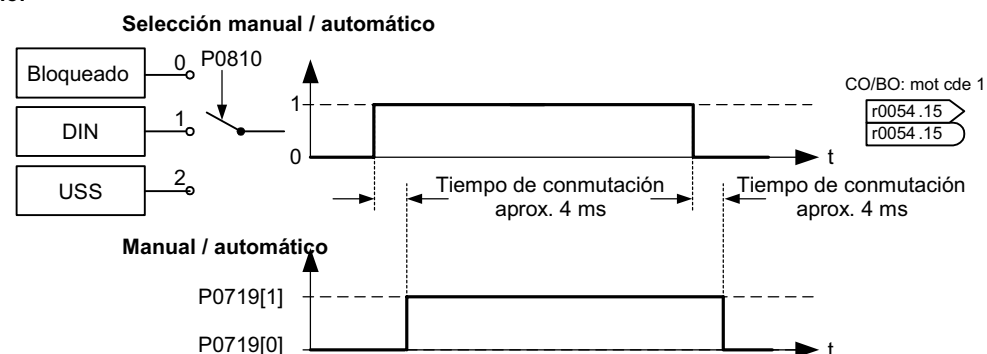 Selección manual / automático
Bloqueado
0
P0810
DIN
1
USS
2
1
0
t
CO/BO: mot cde 1
r0054 .15
r0054 .15
Tiempo de conmutación
aprox. 4 ms
Tiempo de conmutación
aprox. 4 ms
Manual / automático
P0719[1]
P0719[0]
t